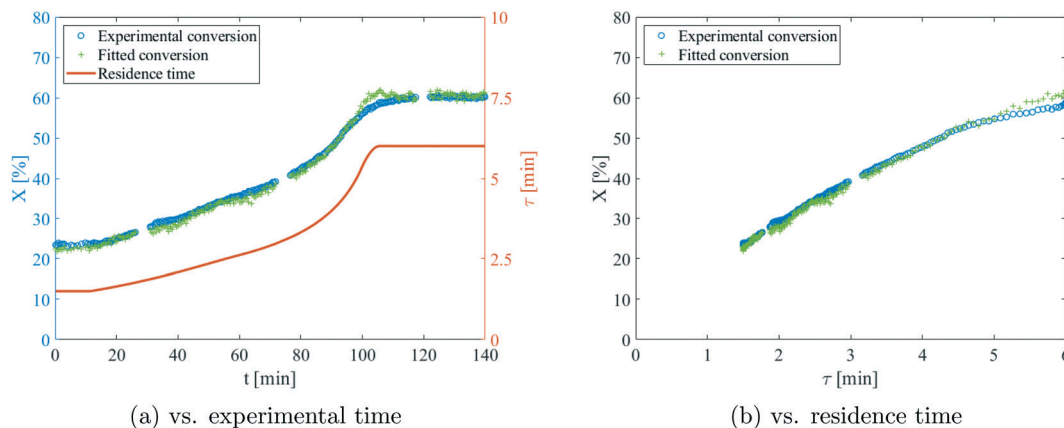 80
70
60
50
40
30
20
10
0
X [%]
Experimental conversion
Fitted conversion
Residence time
10
7.5
5
2.5
0
τ [min]
0 20 40 60 80 100 120 140
t [min]
(a) vs. experimental time
80
70
60
50
40
30
20
10
0
X [%]
Experimental conversion
Fitted conversion
0 1 2 3 4 5 6
τ [min]
(b) vs. residence time